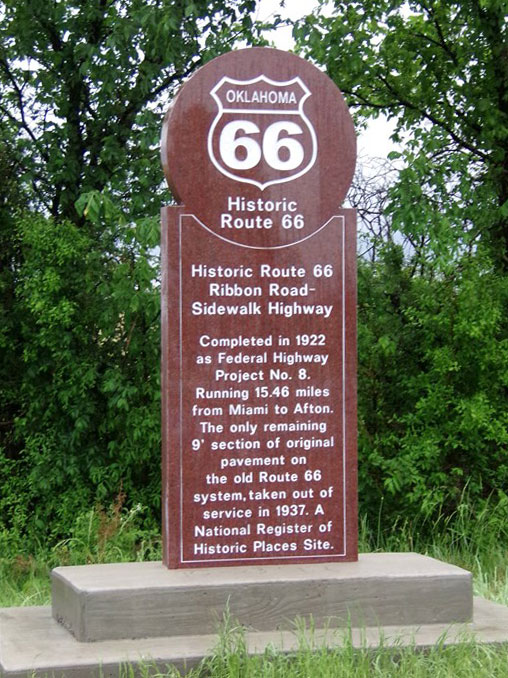 OKLAHOMA
66
Historic
Route 66
Historic Route 66
Ribbon Road-
Sidewalk Highway
Completed in 1922
as Federal Highway
Project No. 8.
Running 15.46 miles
from Miami to Afton.
The only remaining
9' section of original
pavement on
the old Route 66
system, taken out of
service in 1937. A
National Register of
Historic Places Site.